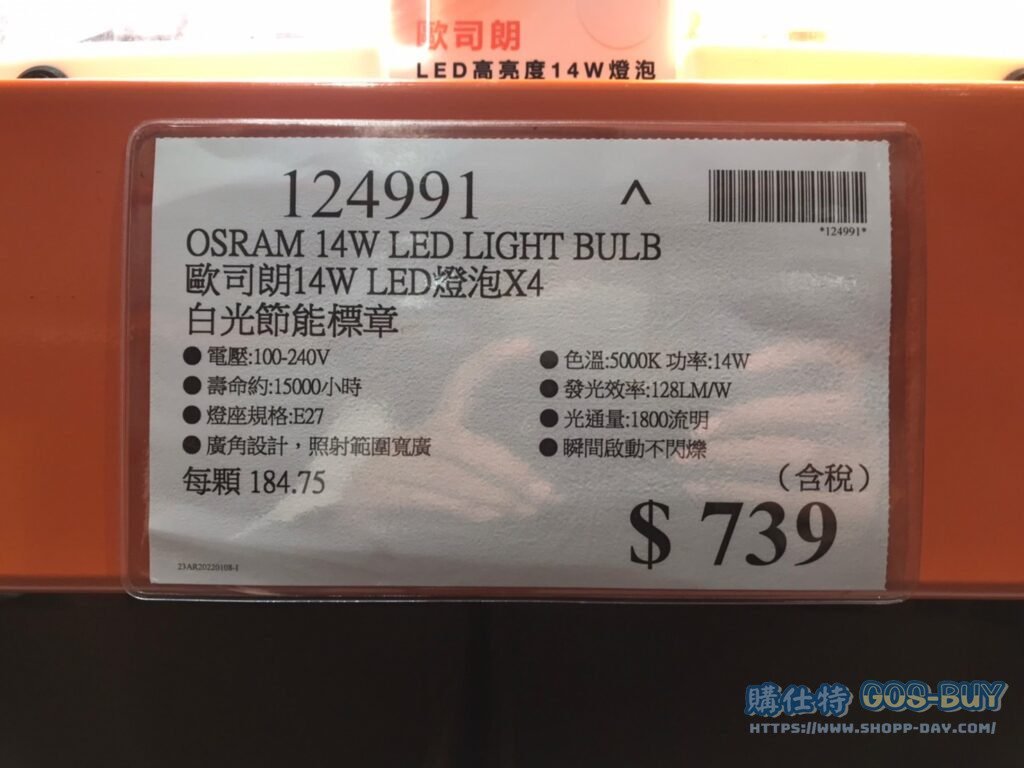 歐司朗
LED高亮度14W燈泡
124991
^
*124991*
OSRAM 14W LED LIGHT BULB
歐司朗14W LED燈泡X4
白光節能標章
●電壓:100-240V
●色溫:5000K 功率:14W
●壽命約:15000小時
●發光效率:128LM/W
●燈座規格:E27
●光通量:1800流明
●廣角設計，照射範圍寬廣
●瞬間啟動不閃爍
每顆 184.75
（含稅）
$ 739
23AR20220108-1
購仕特 GOS-BUY
HTTPS://WWW.SHOPP-DAY.COM/